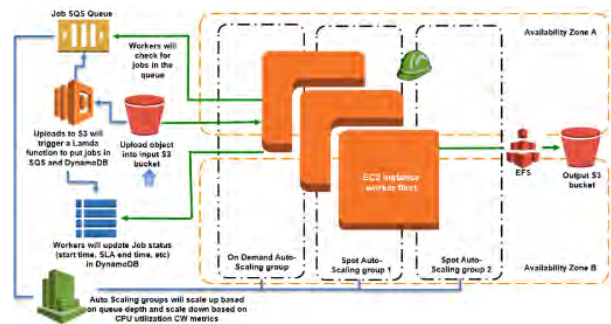 Job SQS Queue
Availability Zone A
Workers will
check for
jobs in the
queue
Uploads to S3 will
trigger a Lamda
function to put jobs in
SQS and DynamoDB
Upload object
into input S3
bucket
EC2 instance
worker fleet
EFS
Output S3
bucket
Workers will update Job status
(start time, SLA end time, etc)
in DynamoDB
On Demand Auto-
Scaling group
Spot Auto-
Scaling group 1
Spot Auto-
Scaling group 2
Availability Zone B
Auto Scaling groups will scale up based
on queue depth and scale down based on
CPU utilization CW metrics